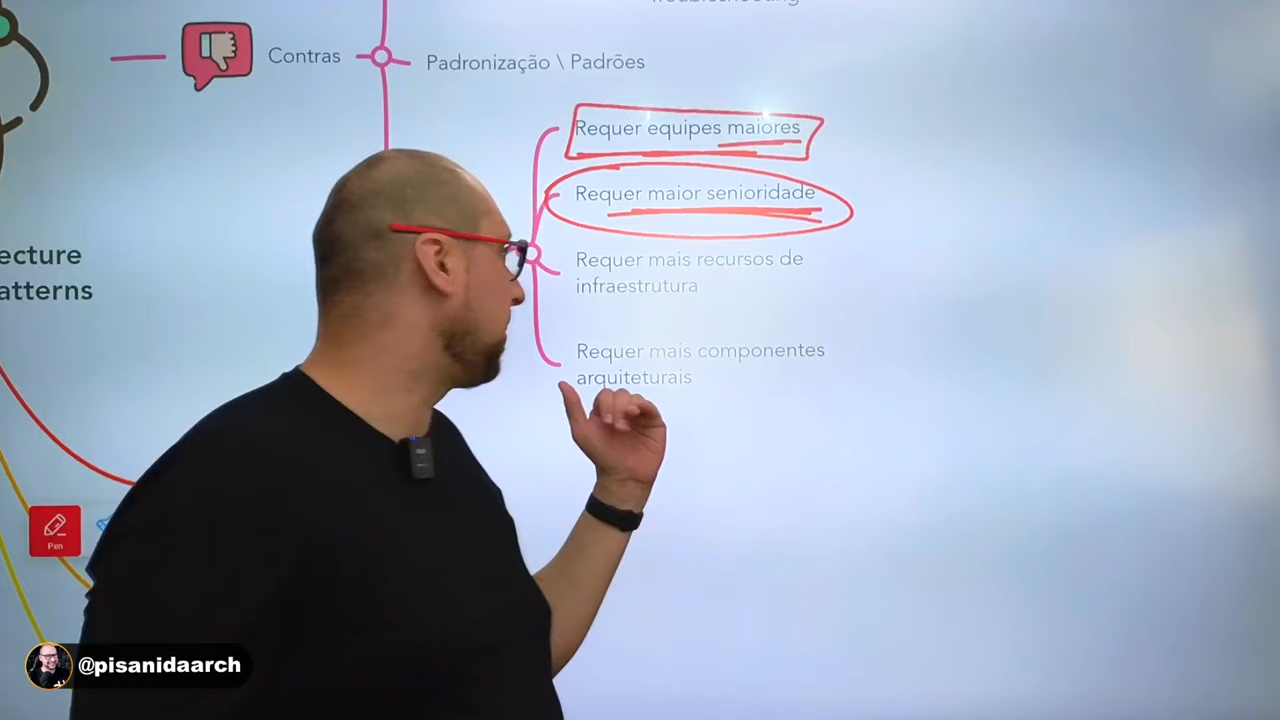 Troubleshooting
Contras
Padronização \ Padrões
Requer equipes maiores
Requer maior senioridade
Requer mais recursos de
infraestrutura
Requer mais componentes
arquiteturais
ecture
atterns
Pen
@pisanidaarch